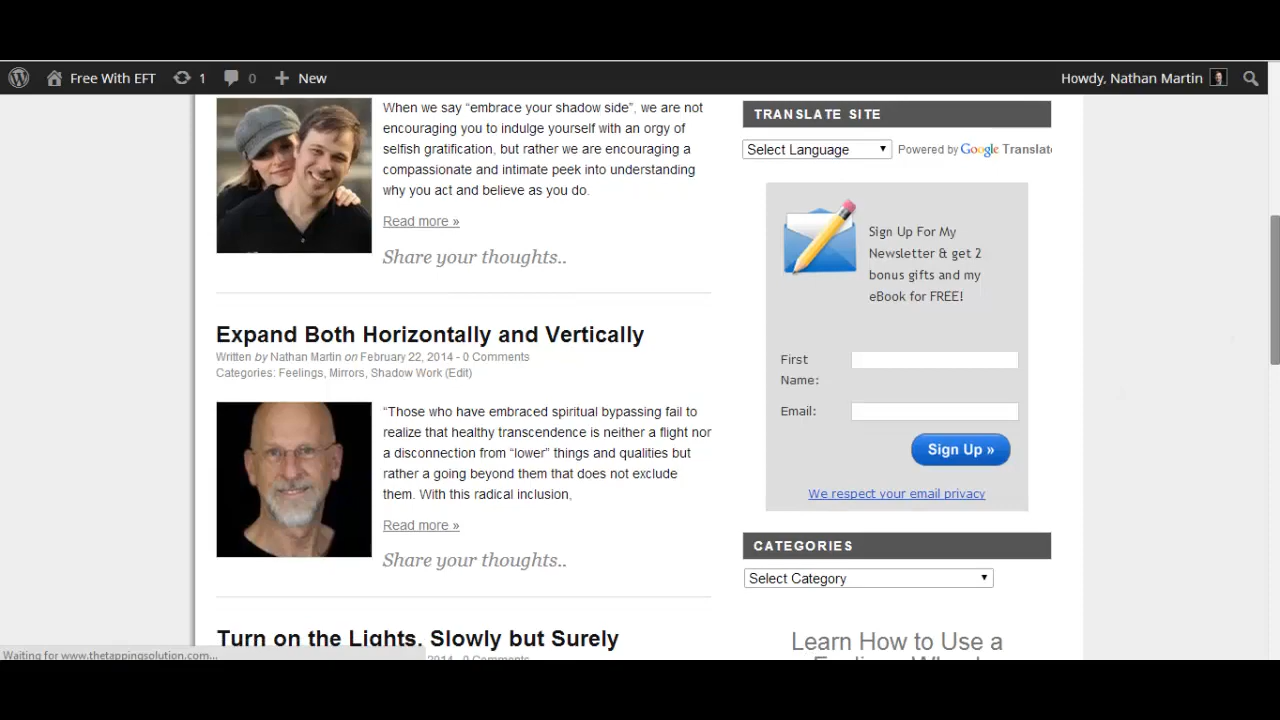 Free With EFT 1 0 New Howdy, Nathan Martin
When we say “embrace your shadow side”, we are not
encouraging you to indulge yourself with an orgy of
selfish gratification, but rather we are encouraging a
compassionate and intimate peek into understanding
why you act and believe as you do.
Read more »
Share your thoughts..
Expand Both Horizontally and Vertically
Written by Nathan Martin on February 22, 2014 - 0 Comments
Categories: Feelings, Mirrors, Shadow Work (Edit)
“Those who have embraced spiritual bypassing fail to
realize that healthy transcendence is neither a flight nor
a disconnection from “lower” things and qualities but
rather a going beyond them that does not exclude
them. With this radical inclusion,
Read more »
Share your thoughts..
Turn on the Lights, Slowly but Surely
2014 - 0 Comments
TRANSLATE SITE
Select Language Powered by Google Translate
Sign Up For My
Newsletter & get 2
bonus gifts and my
eBook for FREE!
First
Name:
Email:
Sign Up »
We respect your email privacy
CATEGORIES
Select Category
Learn How to Use a
Waiting for www.thetappingsolution.com...